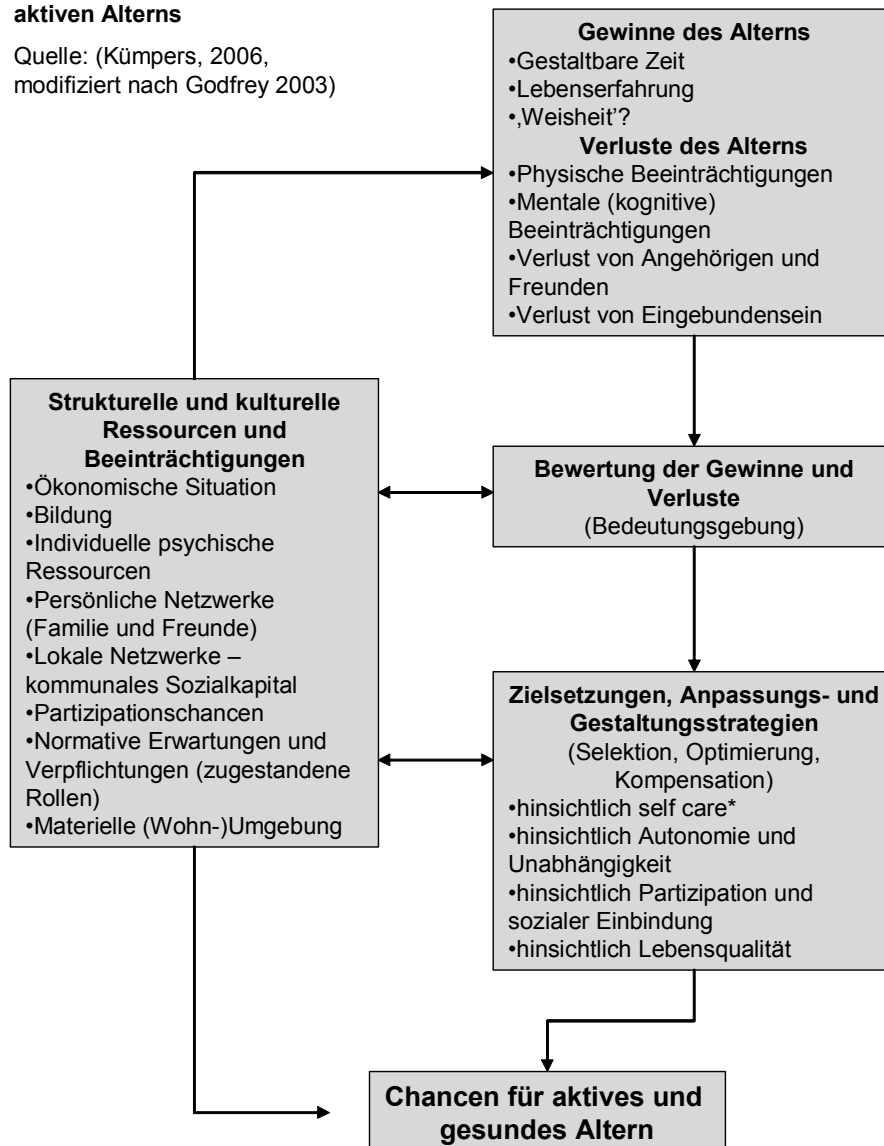 aktiven Alterns
Quelle: (Kümpers, 2006,
modifiziert nach Godfrey 2003)
Gewinne des Alterns
•Gestaltbare Zeit
•Lebenserfahrung
•‚Weisheit’?
Verluste des Alterns
•Physische Beeinträchtigungen
•Mentale (kognitive)
Beeinträchtigungen
•Verlust von Angehörigen und
Freunden
•Verlust von Eingebundensein
Strukturelle und kulturelle
Ressourcen und
Beeinträchtigungen
•Ökonomische Situation
•Bildung
•Individuelle psychische
Ressourcen
•Persönliche Netzwerke
(Familie und Freunde)
•Lokale Netzwerke –
kommunales Sozialkapital
•Partizipationschancen
•Normative Erwartungen und
Verpflichtungen (zugestandene
Rollen)
•Materielle (Wohn-)Umgebung
Bewertung der Gewinne und
Verluste
(Bedeutungsgebung)
Zielsetzungen, Anpassungs- und
Gestaltungsstrategien
(Selektion, Optimierung,
Kompensation)
•hinsichtlich self care*
•hinsichtlich Autonomie und
Unabhängigkeit
•hinsichtlich Partizipation und
sozialer Einbindung
•hinsichtlich Lebensqualität
Chancen für aktives und
gesundes Altern